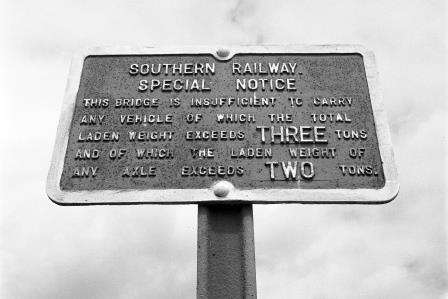 SOUTHERN RAILWAY.
SPECIAL NOTICE.
THIS BRIDGE IS INSUFFICIENT TO CARRY
ANY VEHICLE OF WHICH THE TOTAL
LADEN WEIGHT EXCEEDS THREE TONS
AND OF WHICH THE LADEN WEIGHT OF
ANY AXLE EXCEEDS TWO TONS.